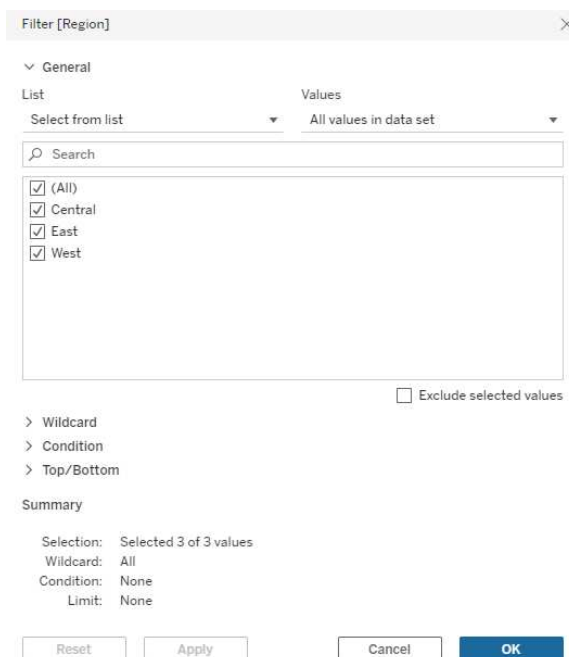 Filter [Region]
General
List Values
Select from list All values in data set
Search
(All)
Central
East
West
Exclude selected values
Wildcard
Condition
Top/Bottom
Summary
Selection: Selected 3 of 3 values
Wildcard: All
Condition: None
Limit: None
Reset Apply Cancel OK